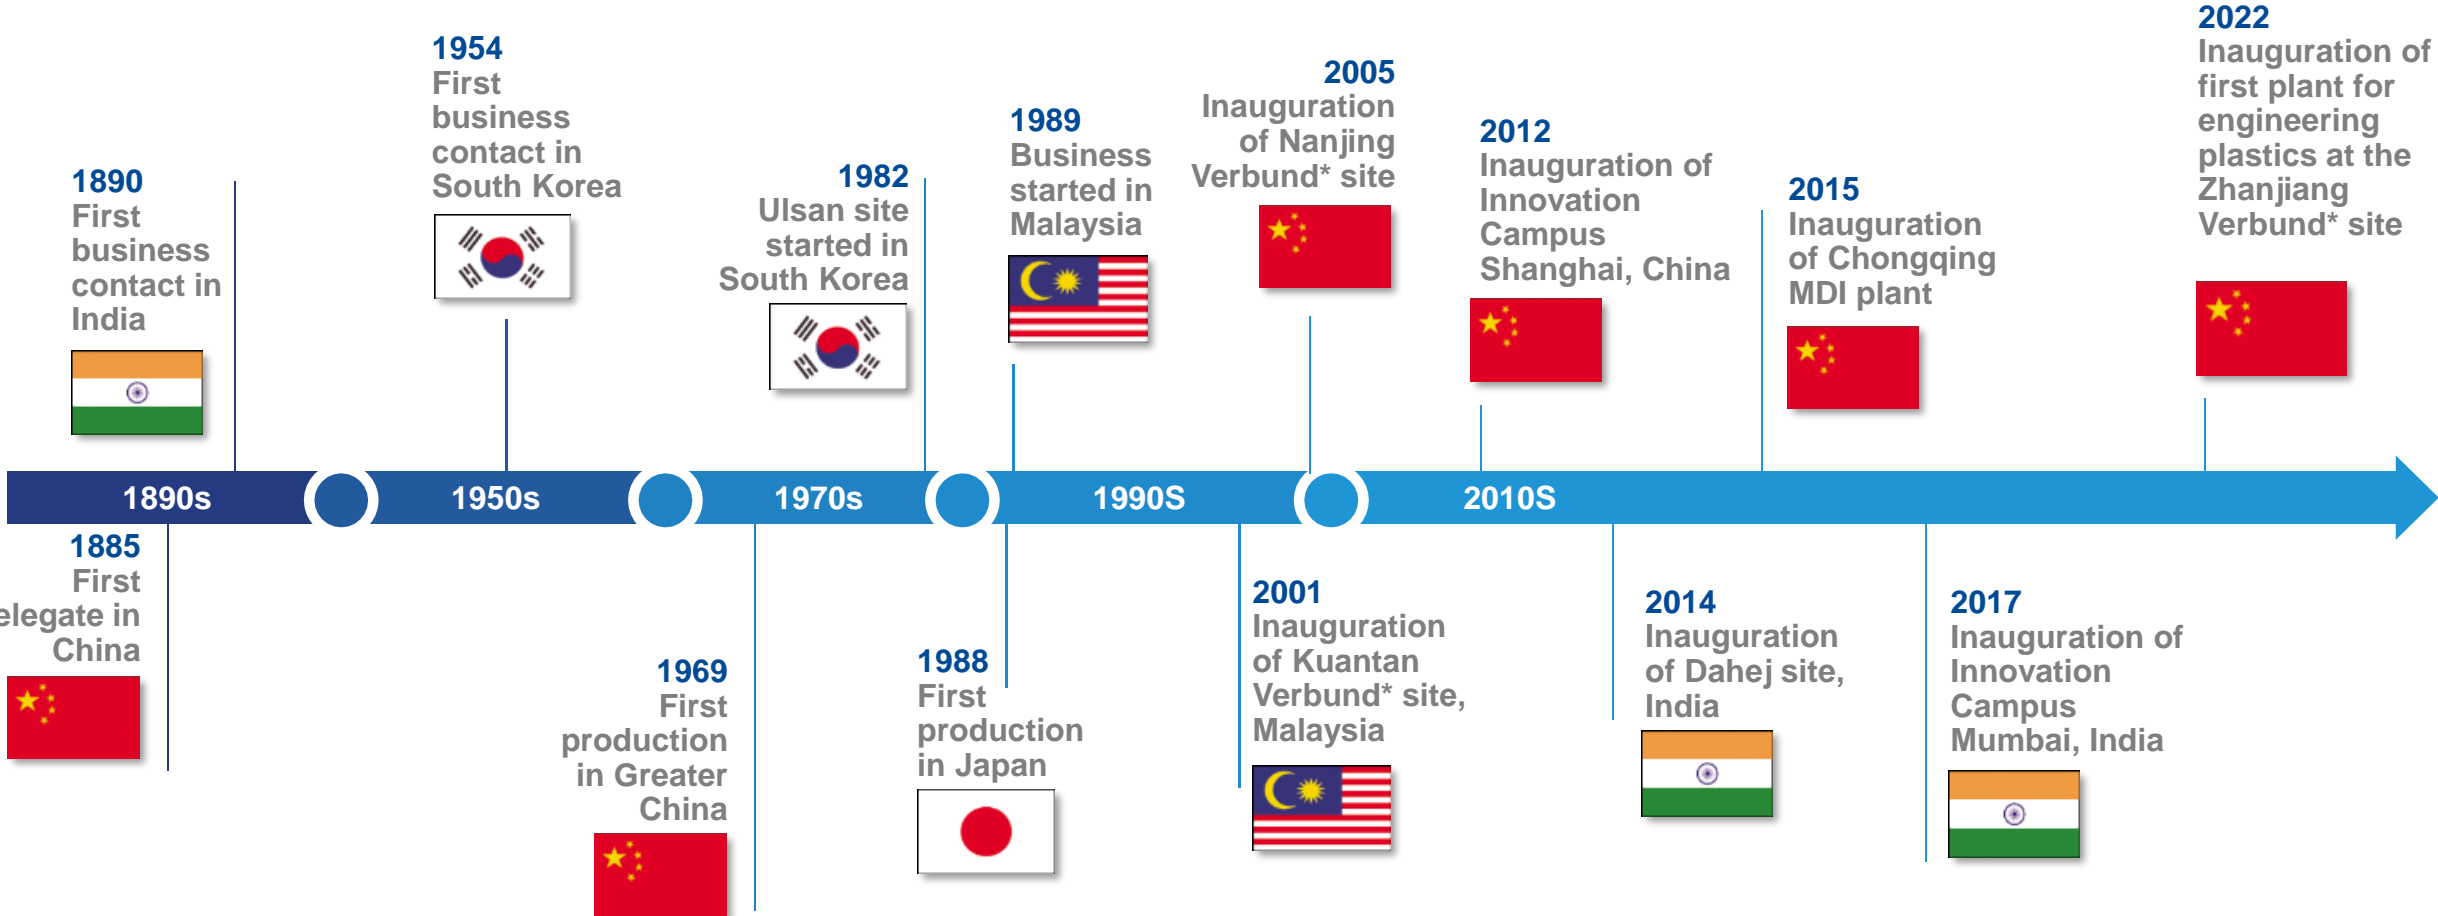 1890
First
business
contact in
India
1954
First
business
contact in
South Korea
1982
Ulsan site
started in
South Korea
1989
Business
started in
Malaysia
2005
Inauguration
of Nanjing
Verbund* site
2012
Inauguration of
Innovation
Campus
Shanghai, China
2015
Inauguration
of Chongqing
MDI plant
2022
Inauguration of
first plant for
engineering
plastics at the
Zhanjiang
Verbund* site
1890s
1950s
1970s
1990S
2010S
1885
First
elegate in
China
1969
First
production
in Greater
China
1988
First
production
in Japan
2001
Inauguration
of Kuantan
Verbund* site,
Malaysia
2014
Inauguration
of Dahej site,
India
2017
Inauguration of
Innovation
Campus
Mumbai, India